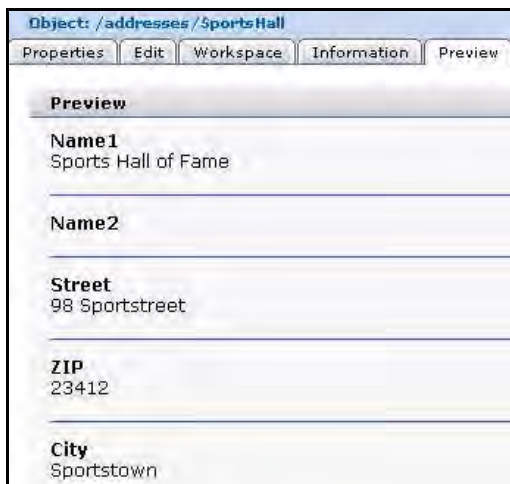 Object: /addresses/SportsHall
Properties Edit Workspace Information Preview
Preview
Name1
Sports Hall of Fame
Name2
Street
98 Sportstreet
ZIP
23412
City
Sportstown